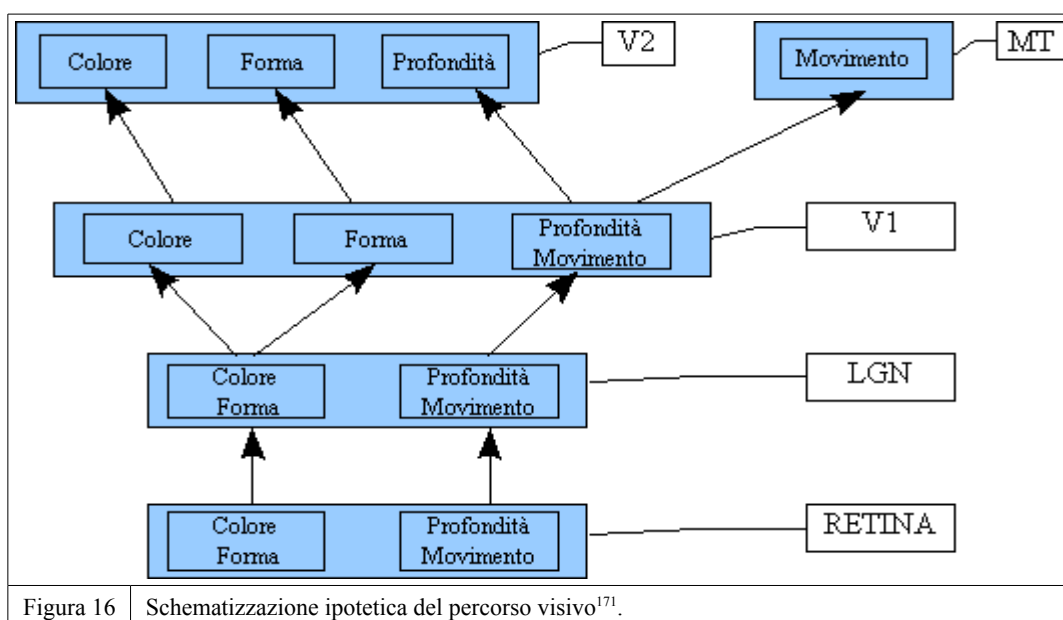 Colore
Forma
Profondità
V2
Movimento
MT
Colore
Forma
Profondità
Movimento
V1
Colore
Forma
Profondità
Movimento
LGN
Colore
Forma
Profondità
Movimento
RETINA
Figura 16
Schematizzazione ipotetica del percorso visivo171.